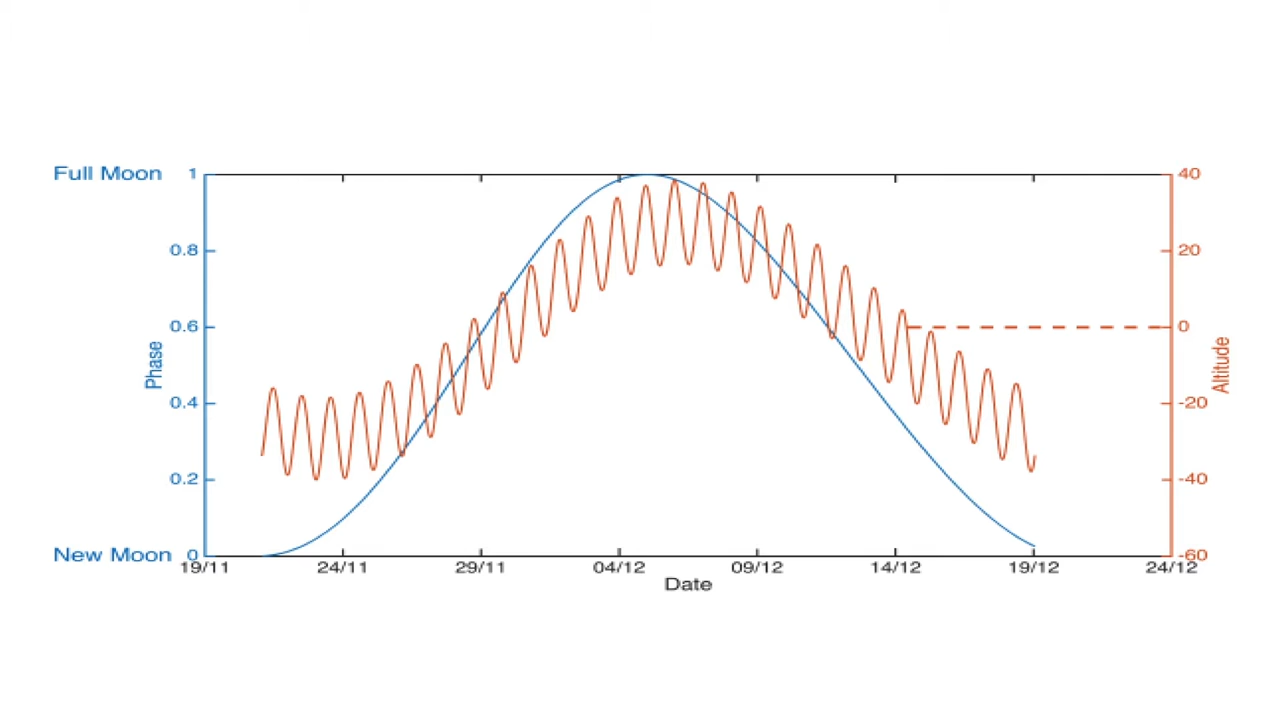 Full Moon 1 40
0.8 20
0.6 0
Phase
Altitude
0.4 -20
0.2 -40
New Moon 0 -60
19/11 24/11 29/11 04/12 09/12 14/12 19/12 24/12
Date